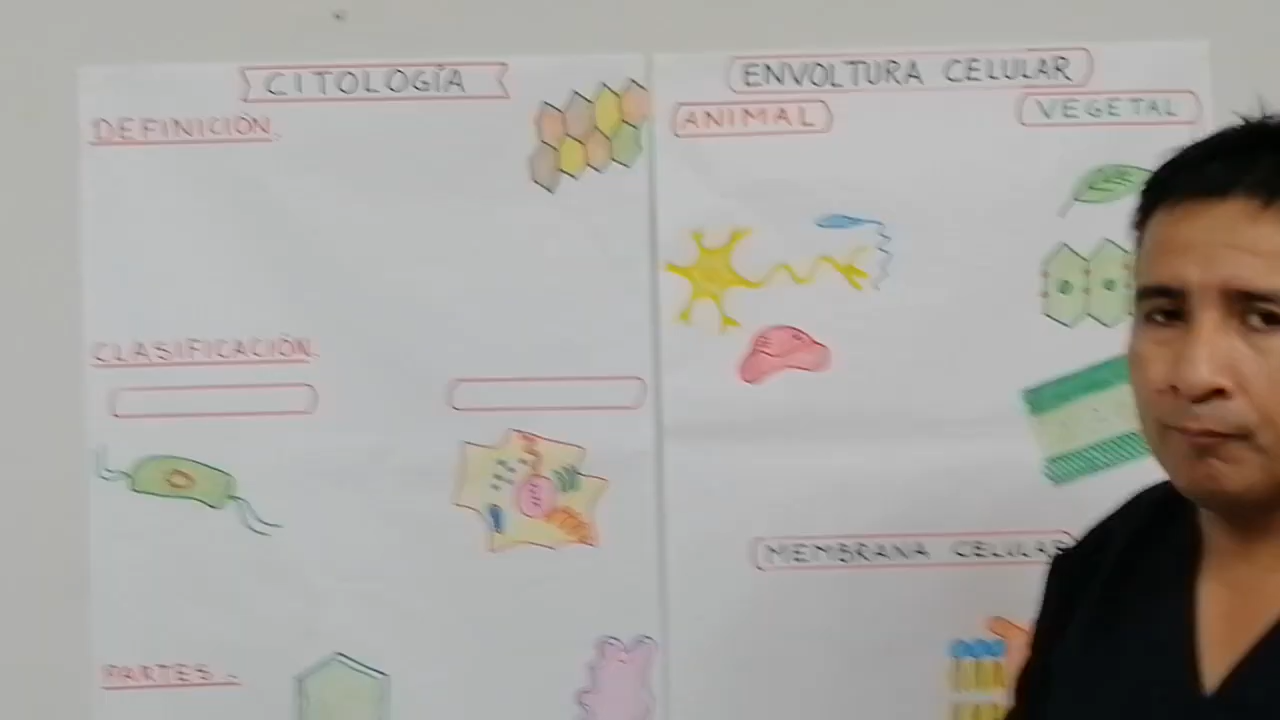 CITOLOGÍA
DEFINICIÓN.
CLASIFICACIÓN.
PARTES.-
ENVOLTURA CELULAR
ANIMAL
VEGETAL
MEMBRANA CELULAR